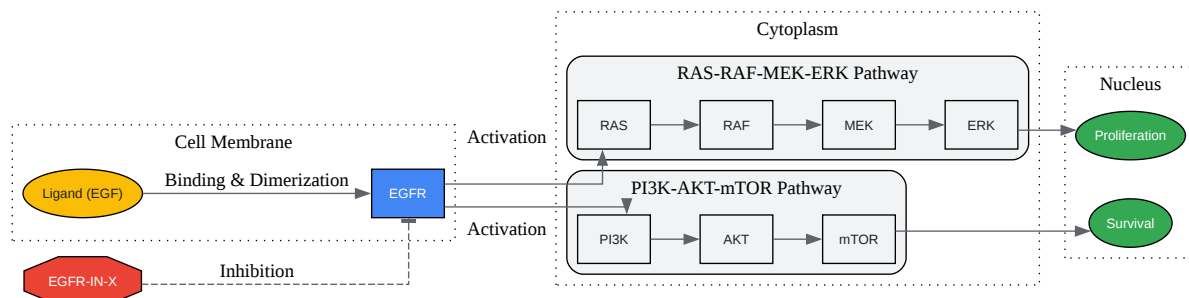 Cytoplasm
RAS-RAF-MEK-ERK Pathway
Nucleus
RAS
RAF
MEK
ERK
Proliferation
Cell Membrane
Activation
Binding & Dimerization
Ligand (EGF)
EGFR
PI3K-AKT-mTOR Pathway
Activation
PI3K
AKT
mTOR
Survival
Inhibition
EGFR-IN-X